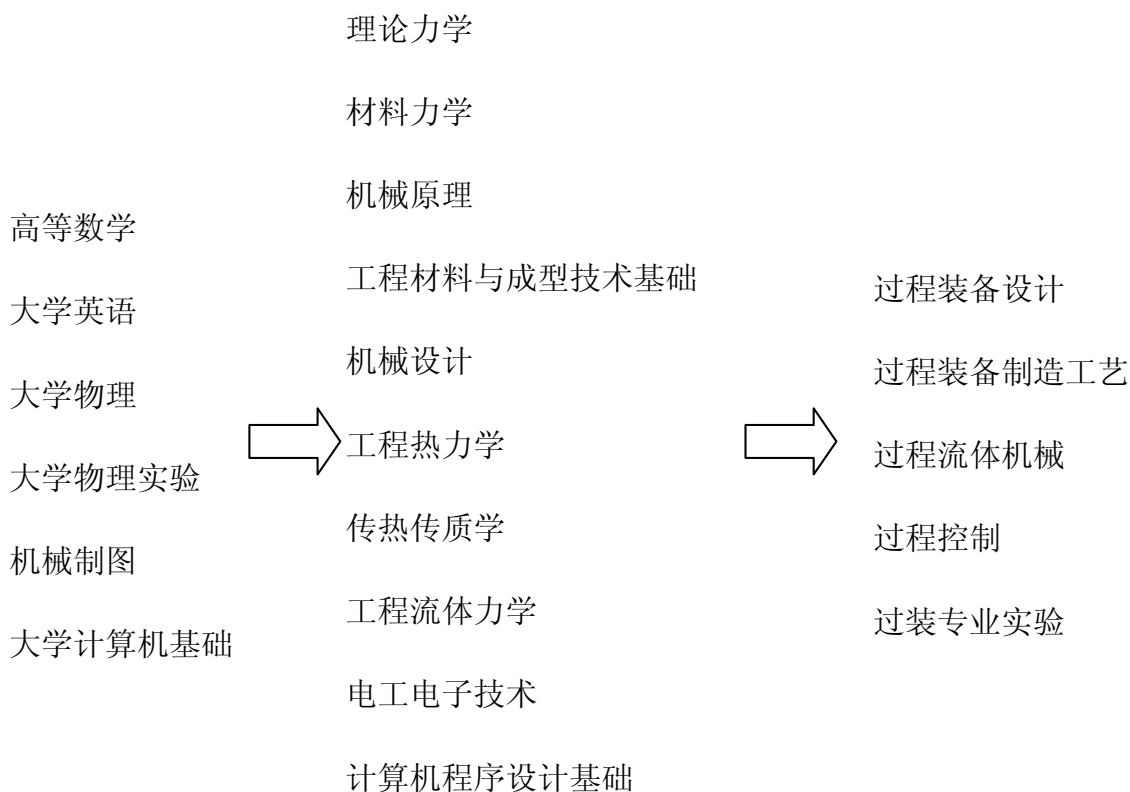 高等数学
大学英语
大学物理
大学物理实验
机械制图
大学计算机基础
理论力学
材料力学
机械原理
工程材料与成型技术基础
机械设计
工程热力学
传热传质学
工程流体力学
电工电子技术
计算机程序设计基础
过程装备设计
过程装备制造工艺
过程流体机械
过程控制
过装专业实验